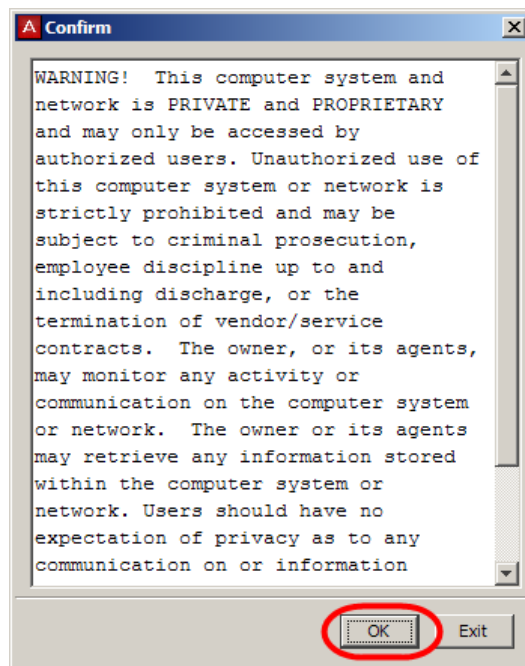 A Confirm
WARNING!  This computer system and
network is PRIVATE and PROPRIETARY
and may only be accessed by
authorized users. Unauthorized use of
this computer system or network is
strictly prohibited and may be
subject to criminal prosecution,
employee discipline up to and
including discharge, or the
termination of vendor/service
contracts.  The owner, or its agents,
may monitor any activity or
communication on the computer system
or network.  The owner or its agents
may retrieve any information stored
within the computer system or
network. Users should have no
expectation of privacy as to any
communication on or information
OK Exit